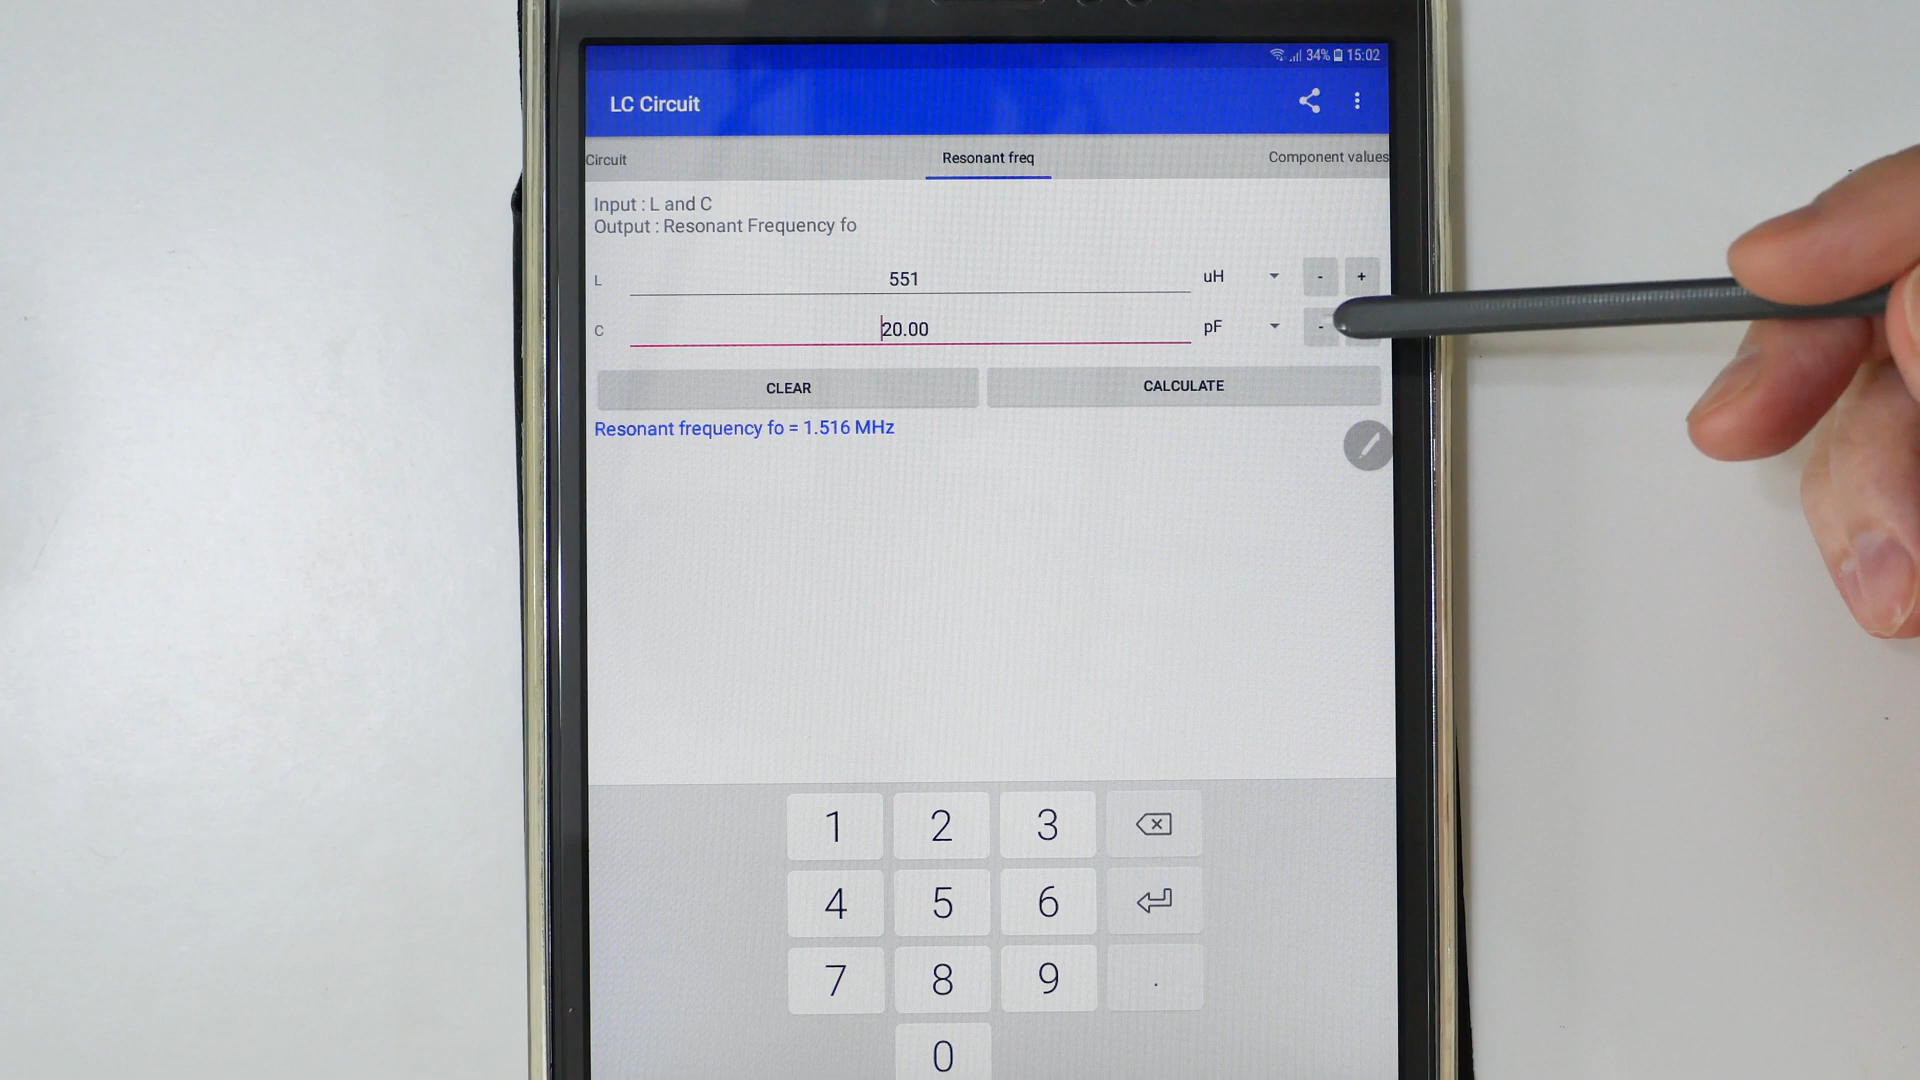 34% 15:02
LC Circuit
Circuit Resonant freq Component values
Input : L and C
Output : Resonant Frequency fo
L 551 uH - +
C 20.00 pF -
CLEAR CALCULATE
Resonant frequency fo = 1.516 MHz
1 2 3
4 5 6
7 8 9 .
0